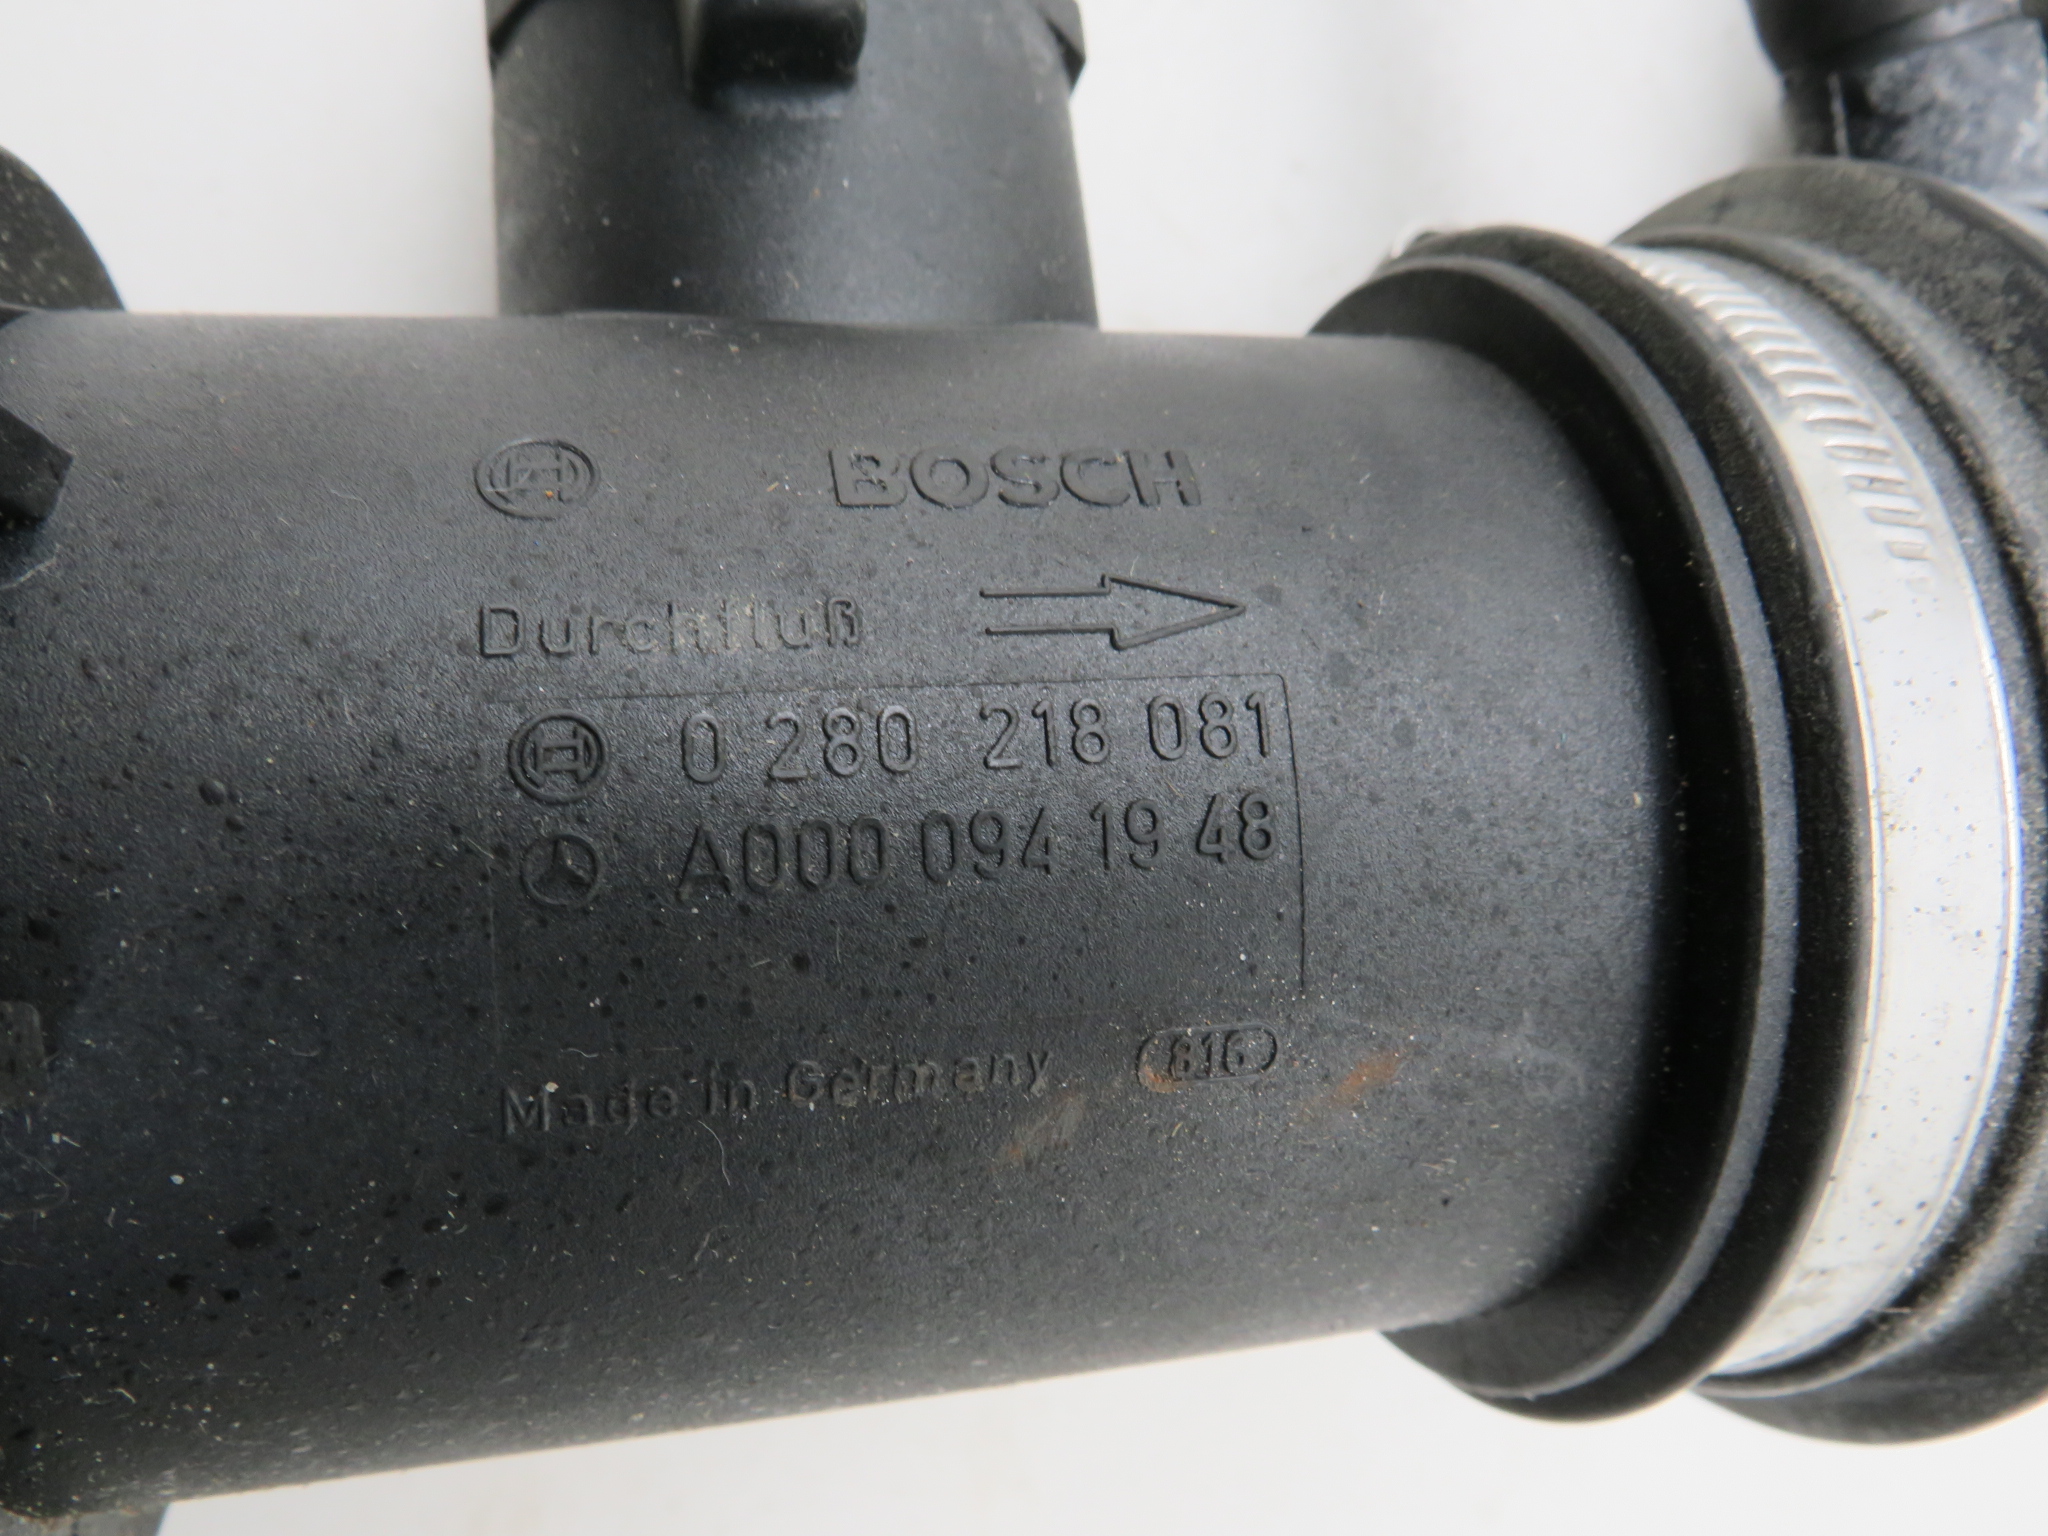 BOSCH
Durchfluß
0 280 218 081
A000 094 19 48
Made in Germany 816